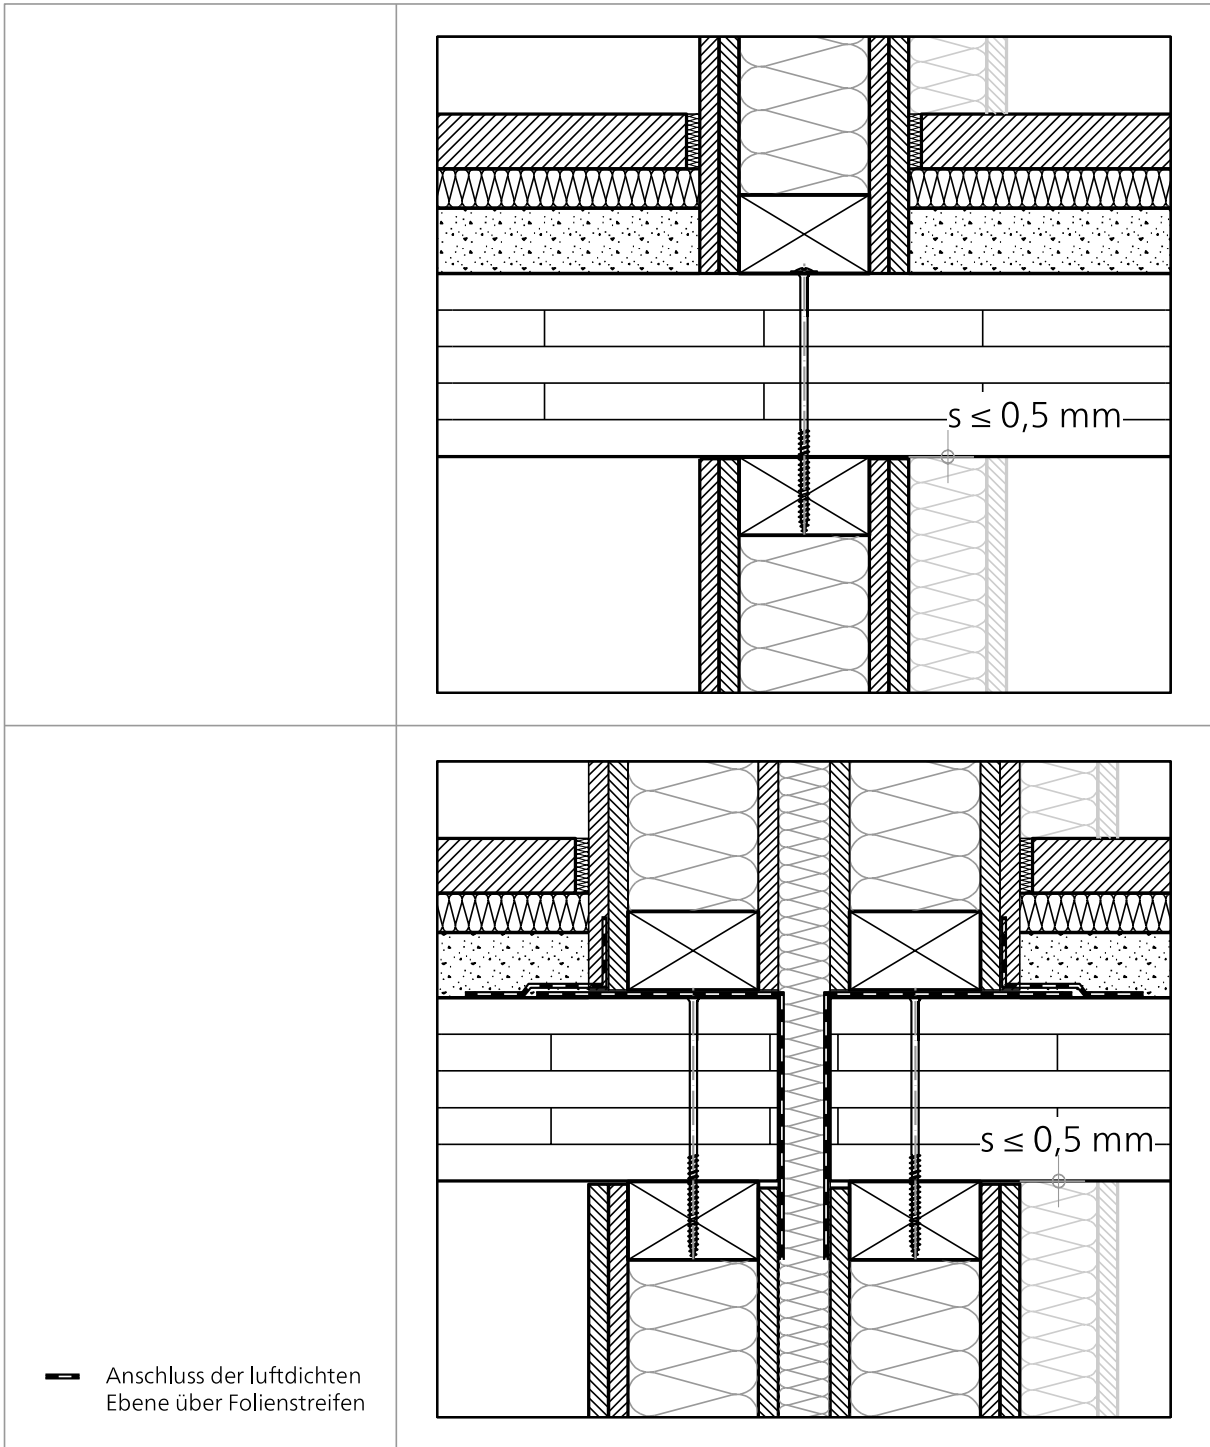 s ≤ 0,5 mm
s ≤ 0,5 mm
Anschluss der luftdichten
Ebene über Folienstreifen